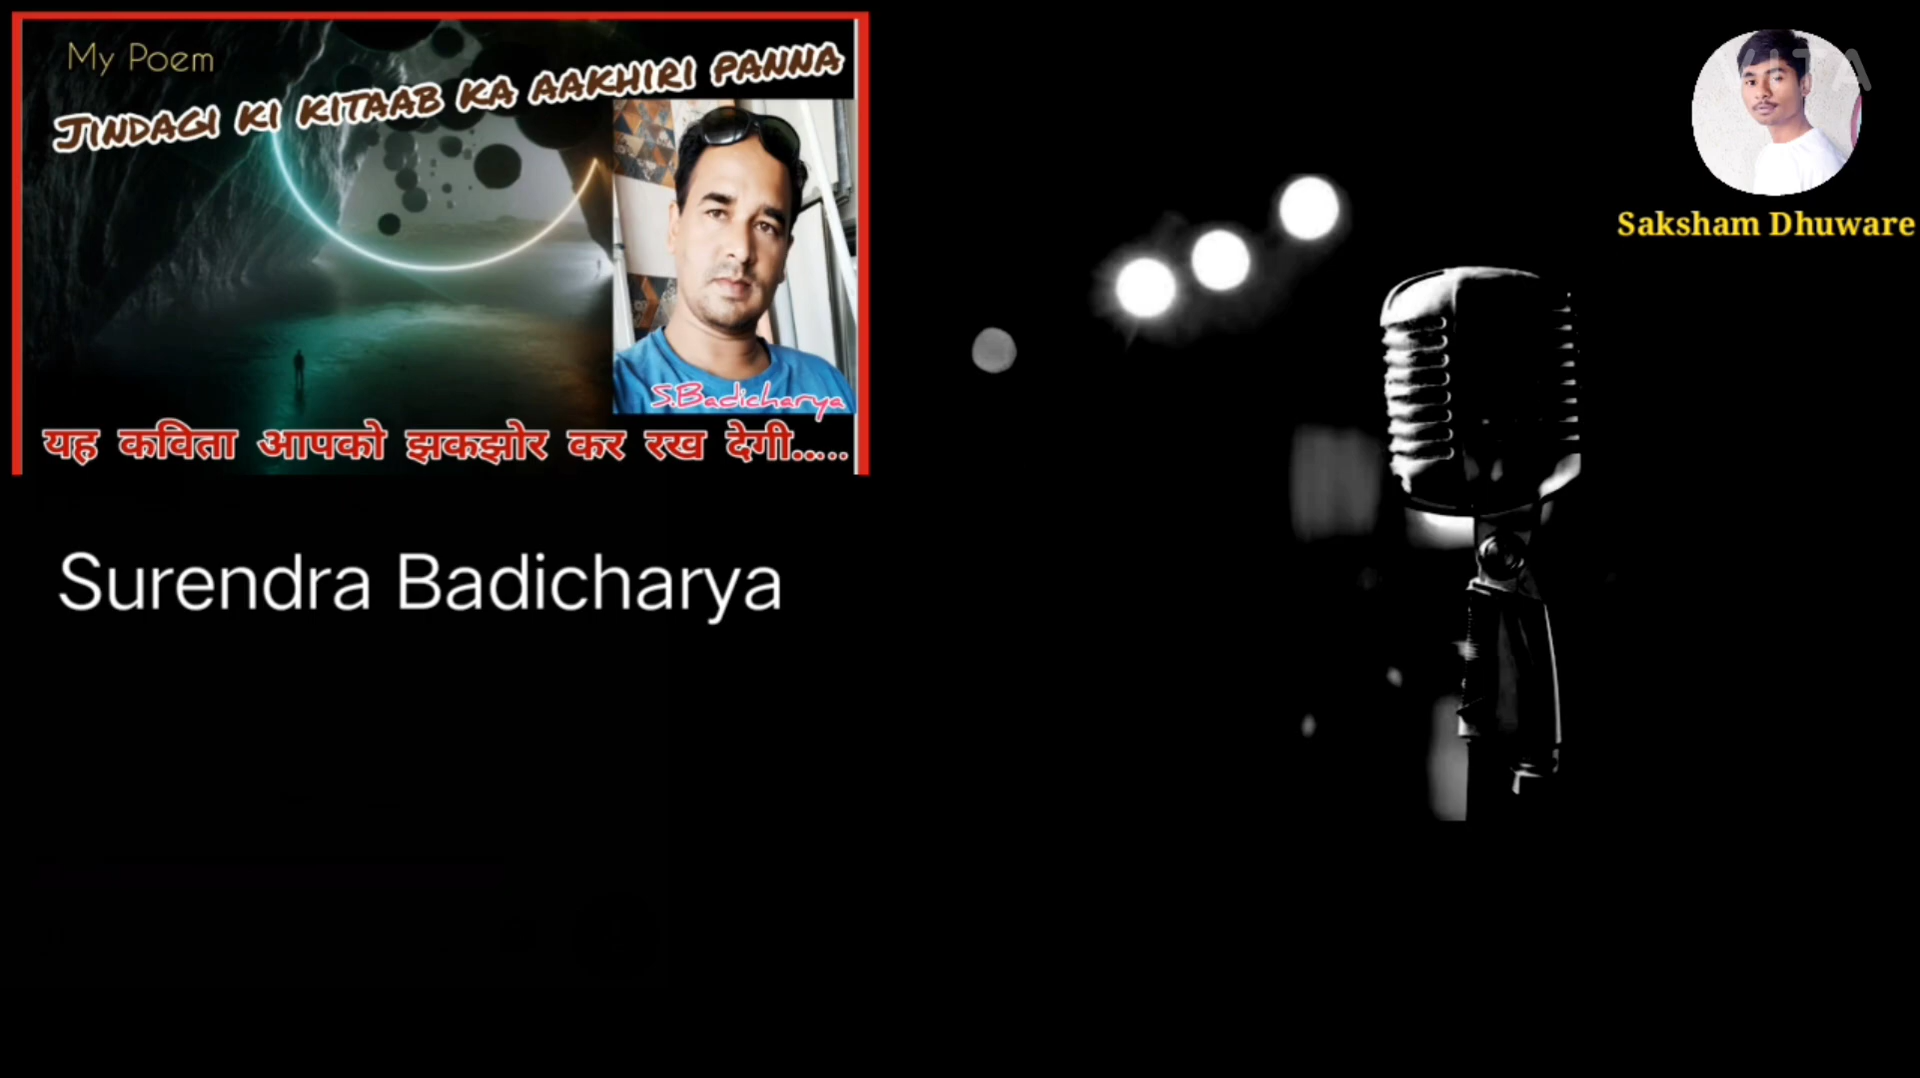 My Poem
JINDAGI KI KITAAB KA AAKHIRI PANNA
S.Badicharya
यह कविता आपको झकझोर कर रख देगी.....
Surendra Badicharya
VITA
Saksham Dhuware